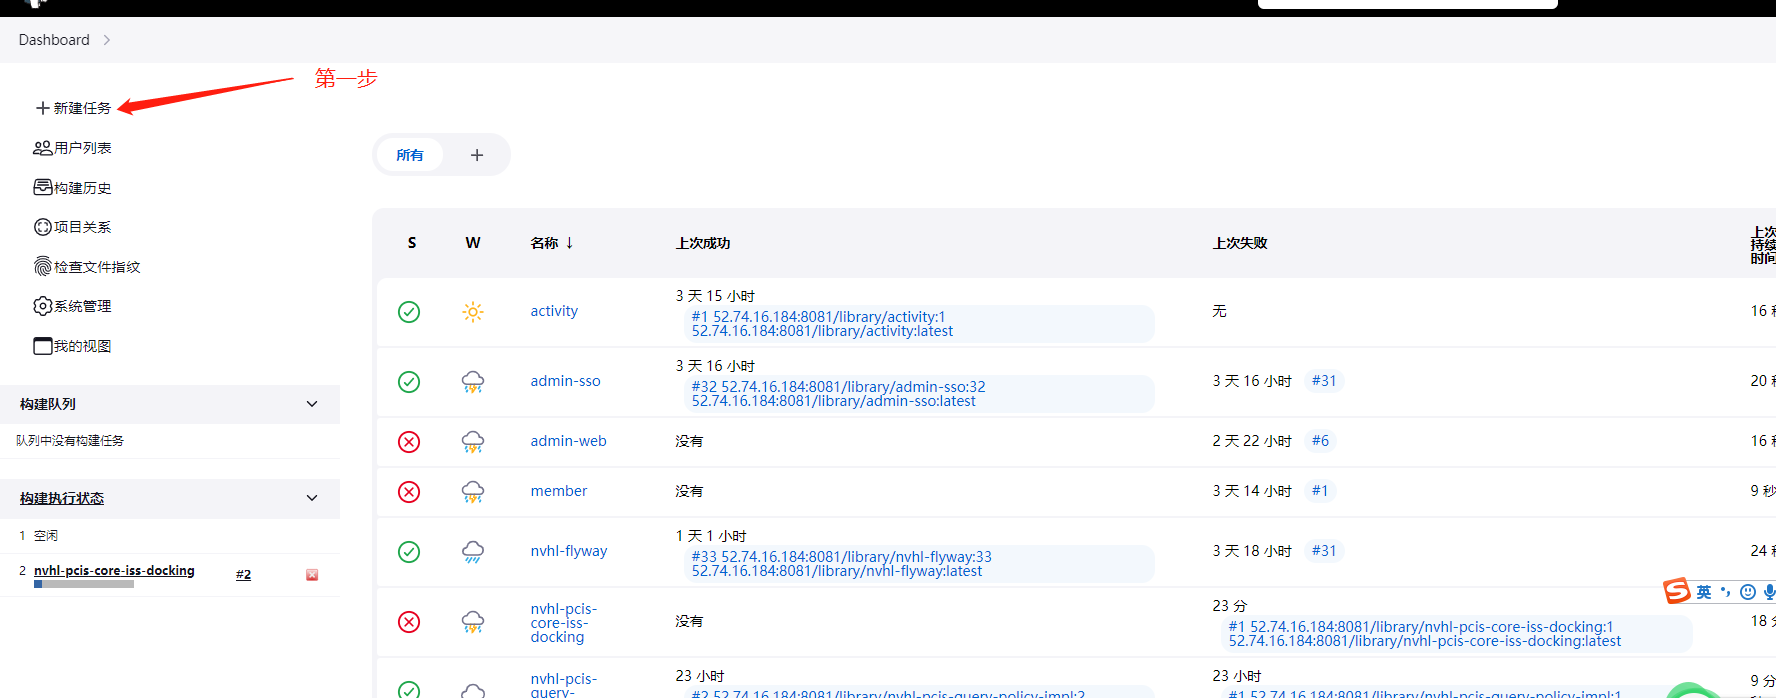 Dashboard
第一步
新建任务
用户列表
构建历史
项目关系
检查文件指纹
系统管理
我的视图
构建队列
队列中没有构建任务
构建执行状态
1 空闲
2 nvhl-pcis-core-iss-docking #2
所有 +
S W 名称 ↓ 上次成功 上次失败 上次持续时间
activity
3 天 15 小时
#1 52.74.16.184:8081/library/activity:1
52.74.16.184:8081/library/activity:latest
无
16
admin-sso
3 天 16 小时
#32 52.74.16.184:8081/library/admin-sso:32
52.74.16.184:8081/library/admin-sso:latest
3 天 16 小时 #31
20
admin-web
没有
2 天 22 小时 #6
16
member
没有
3 天 14 小时 #1
9 秒
nvhl-flyway
1 天 1 小时
#33 52.74.16.184:8081/library/nvhl-flyway:33
52.74.16.184:8081/library/nvhl-flyway:latest
3 天 18 小时 #31
24
nvhl-pcis-
core-iss-
docking
没有
23 分
#1 52.74.16.184:8081/library/nvhl-pcis-core-iss-docking:1
52.74.16.184:8081/library/nvhl-pcis-core-iss-docking:latest
18
nvhl-pcis-
query-
23 小时
#2 52.74.16.184:8081/library/nvhl-pcis-query-policy-impl:2
23 小时
#1 52.74.16.184:8081/library/nvhl-pcis-query-policy-impl:1
9 分
英